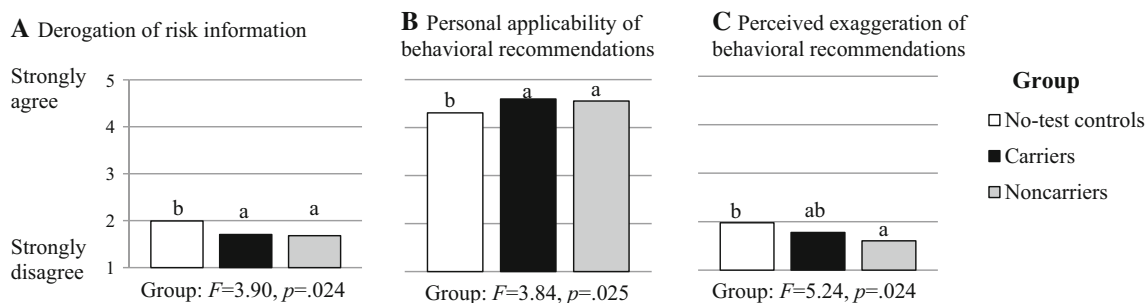 A Derogation of risk information
Strongly
agree
5
4
3
2
1
Strongly
disagree
b
a
a
Group: F=3.90, p=.024
B Personal applicability of
behavioral recommendations
b
a
a
Group: F=3.84, p=.025
C Perceived exaggeration of
behavioral recommendations
b
ab
a
Group: F=5.24, p=.024
Group
No-test controls
Carriers
Noncarriers